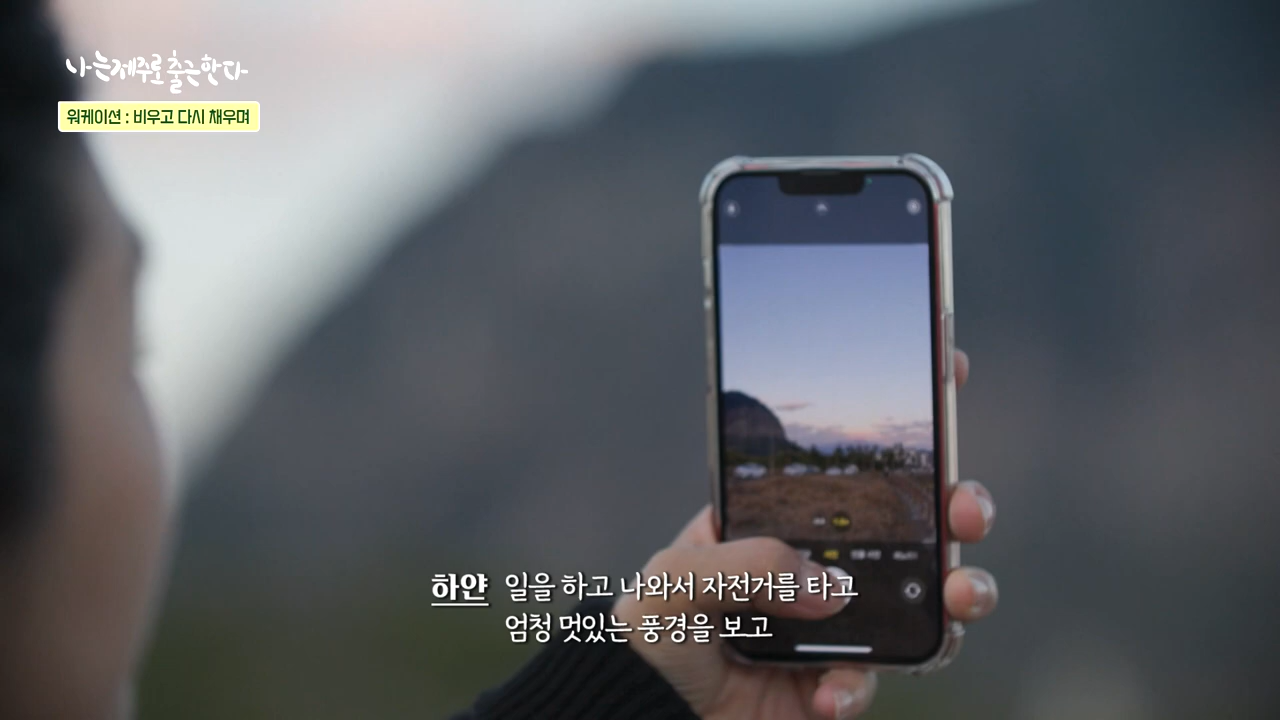 나는 제주로 출근한다
워케이션 : 비우고 다시 채우며
하얀 일을 하고 나와서 자전거를 타고
엄청 멋있는 풍경을 보고